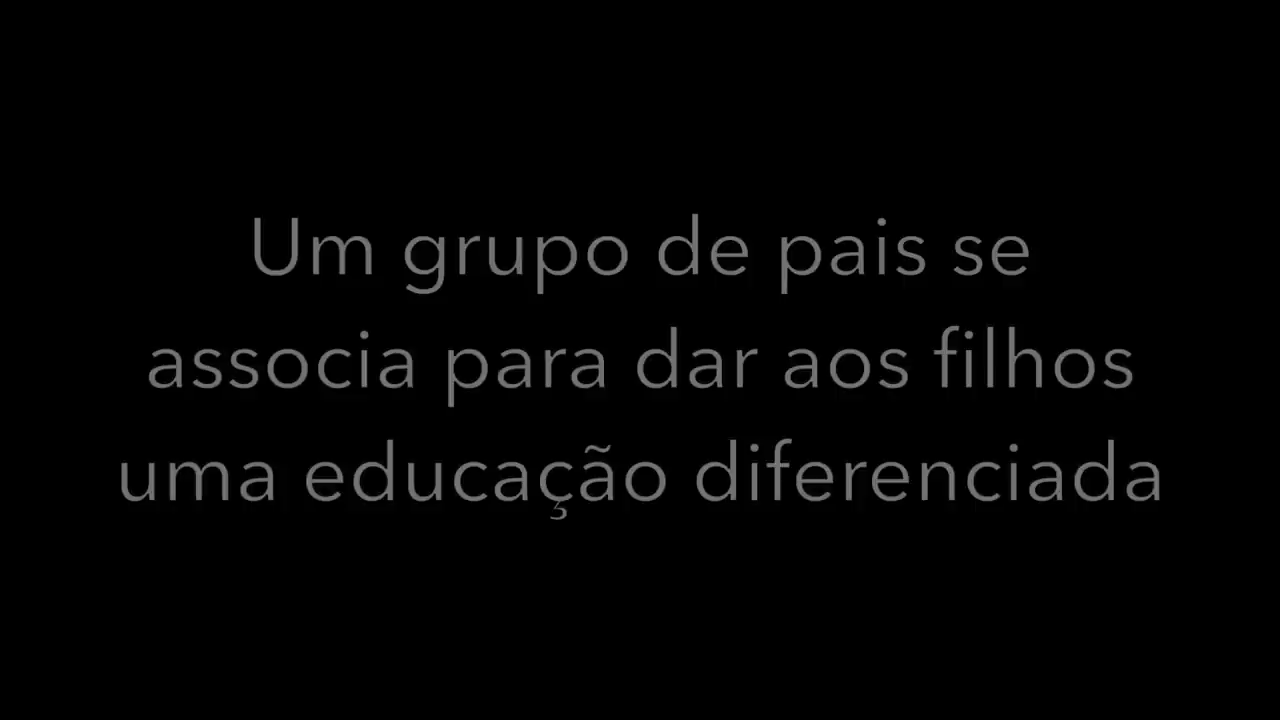 Um grupo de pais se
associa para dar aos filhos
uma educação diferenciada